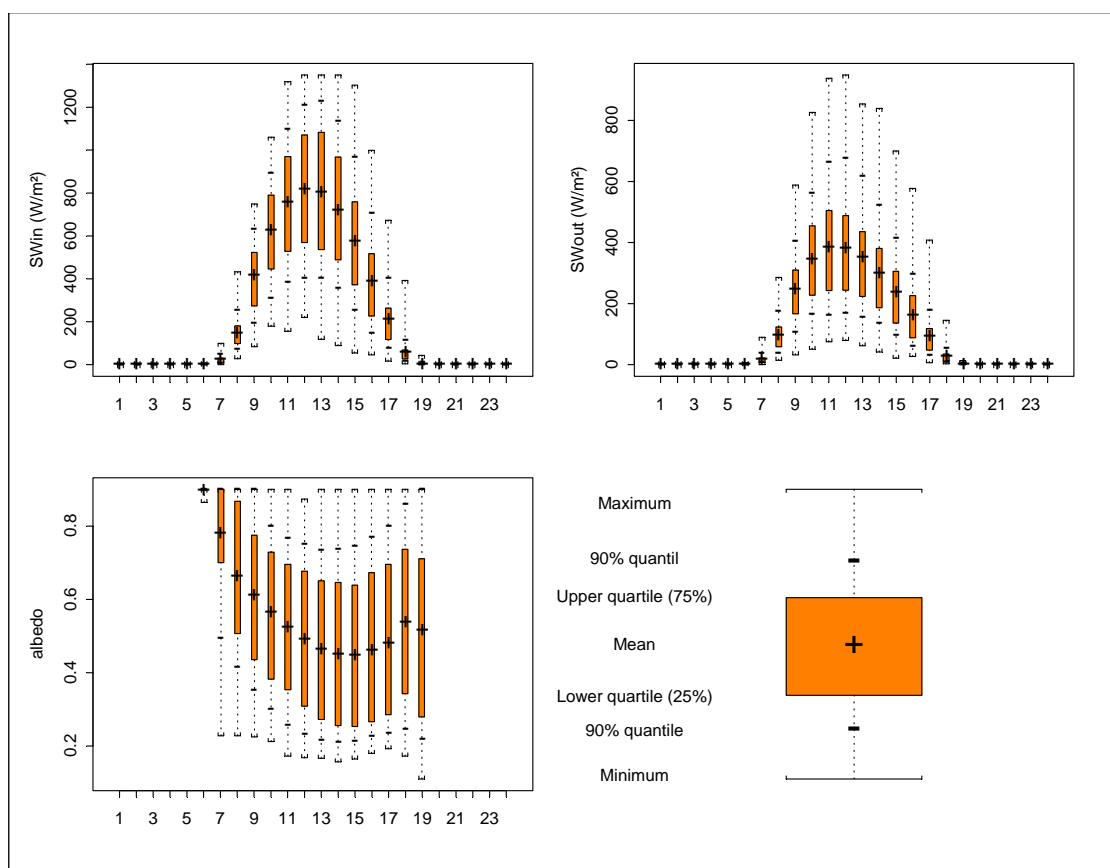 SWin (W/m²)
0 200 400 600 800 1200
1 3 5 7 9 11 13 15 17 19 21 23
SWout (W/m²)
0 200 400 600 800
1 3 5 7 9 11 13 15 17 19 21 23
albedo
0.2 0.4 0.6 0.8
1 3 5 7 9 11 13 15 17 19 21 23
Maximum
90% quantil
Upper quartile (75%)
Mean
Lower quartile (25%)
90% quantile
Minimum